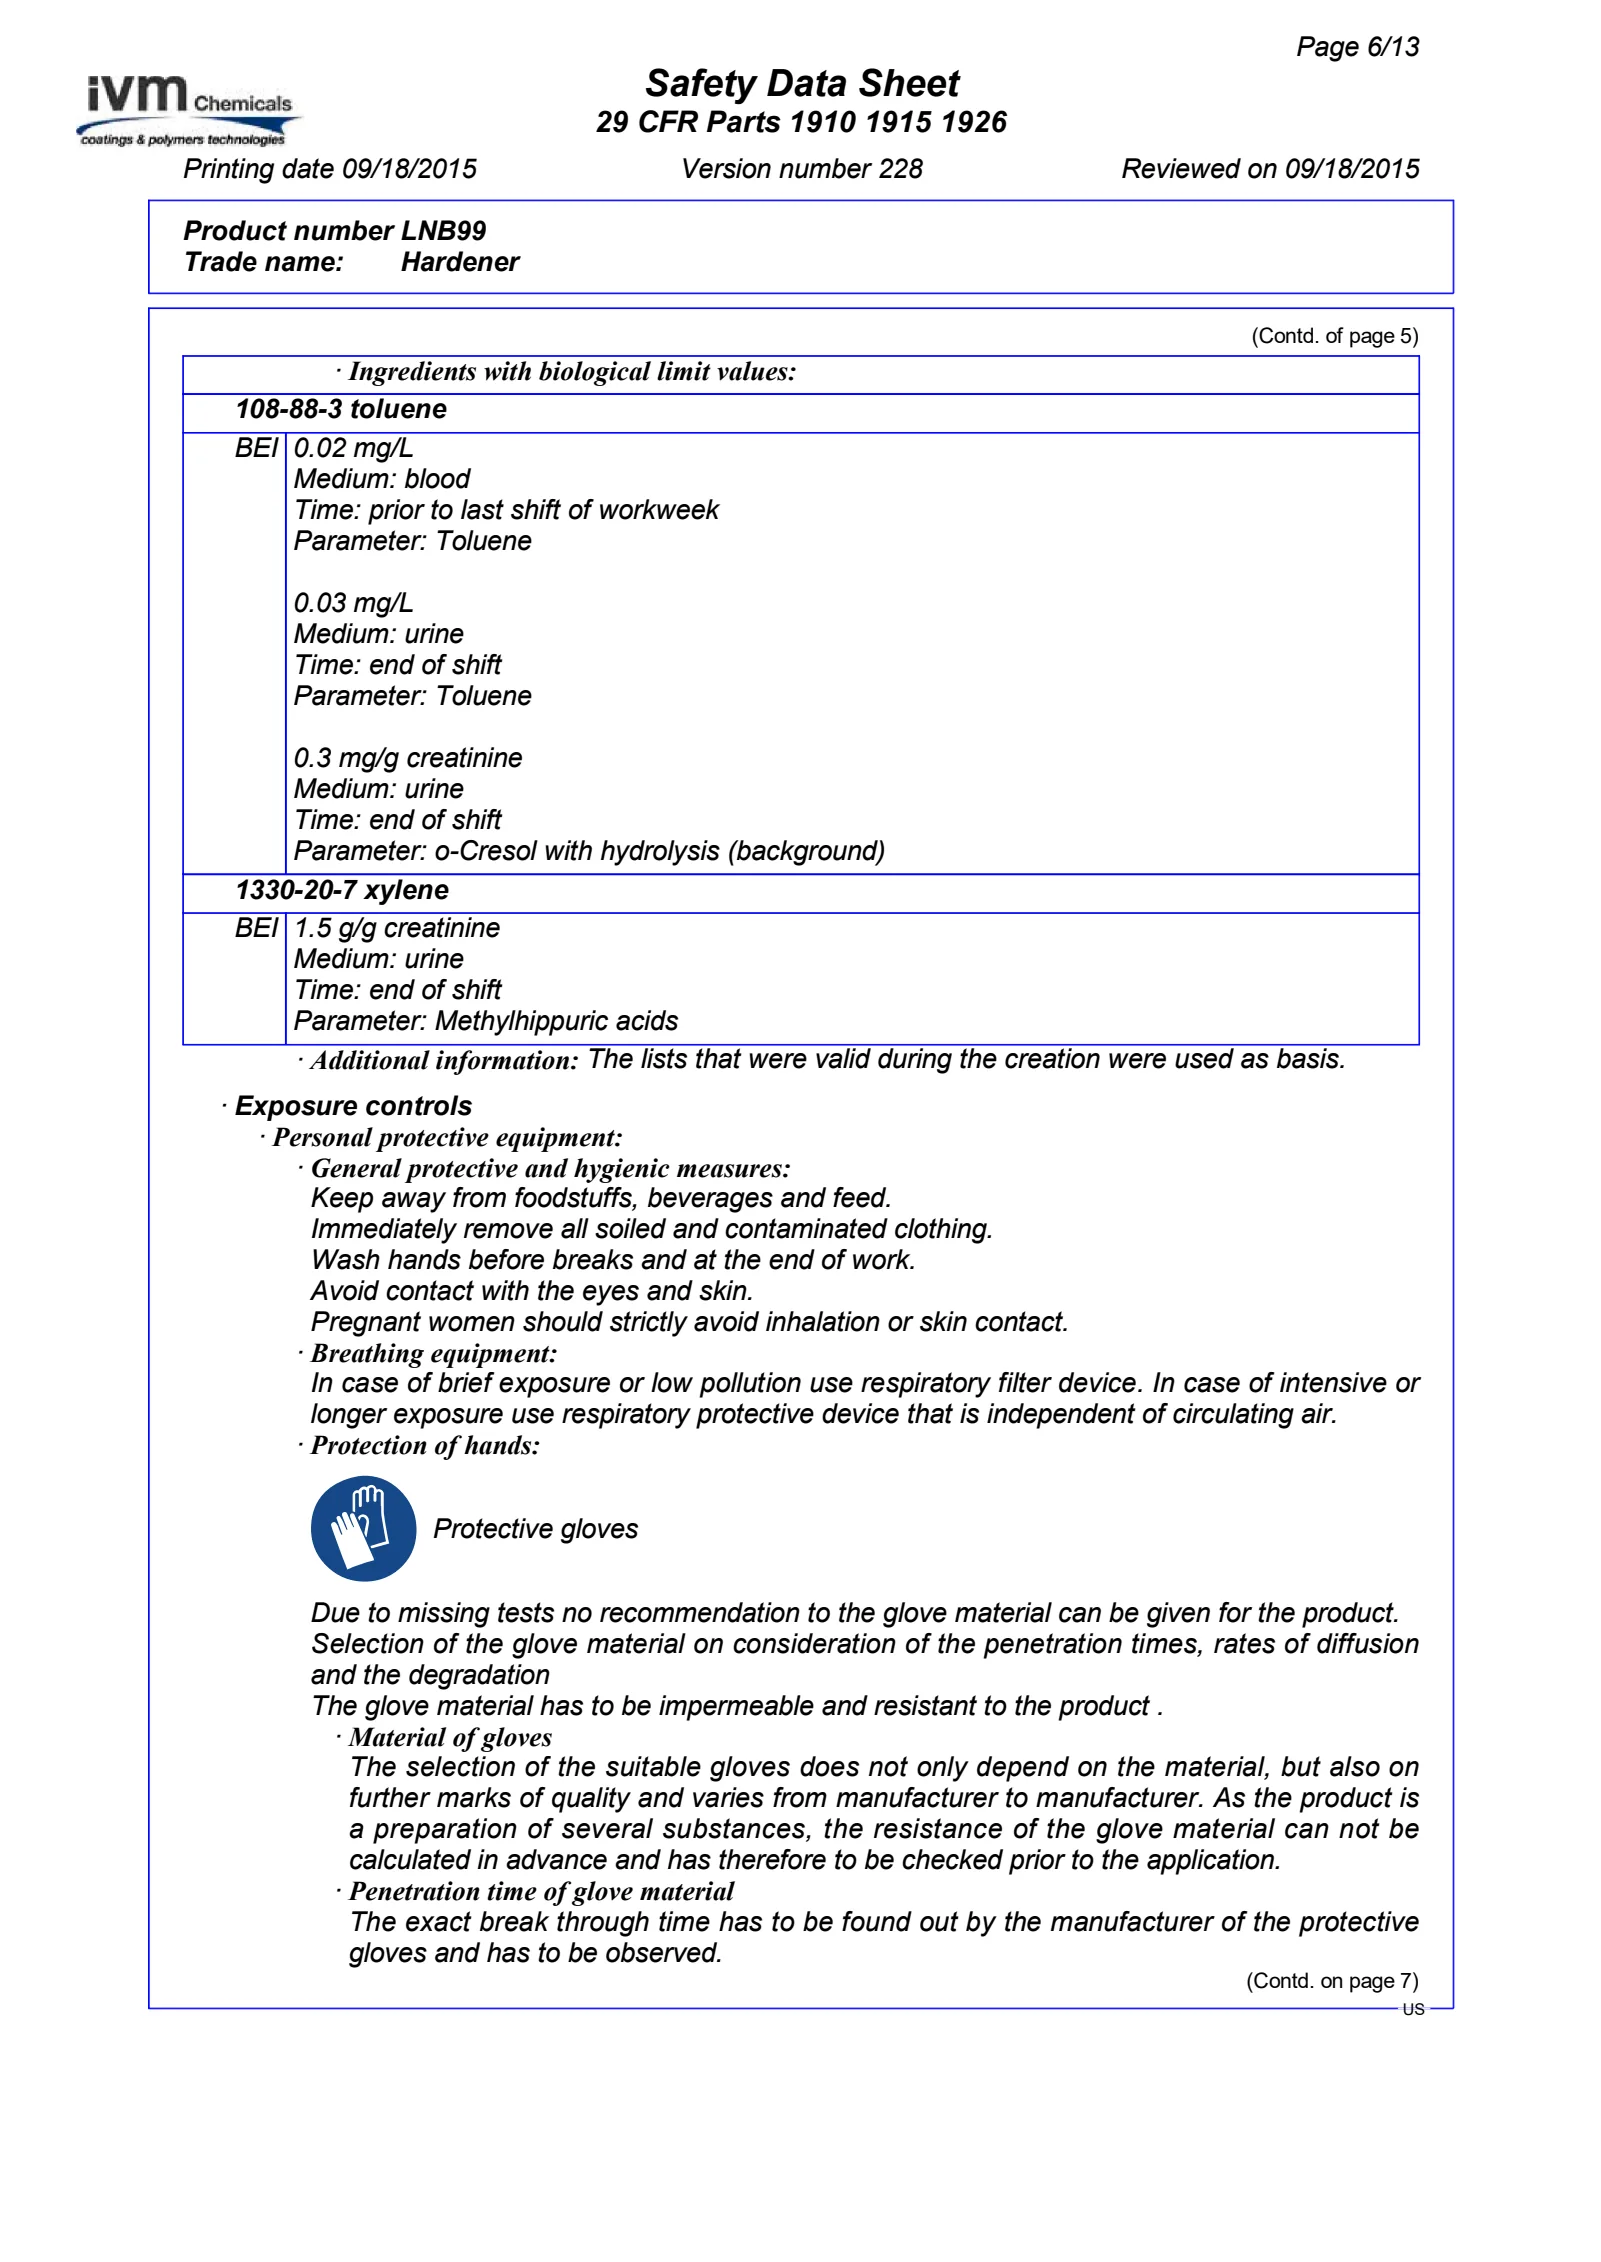 Page 6/13
ivm Chemicals
coatings & polymers technologies
Safety Data Sheet
29 CFR Parts 1910 1915 1926
Printing date 09/18/2015 Version number 228 Reviewed on 09/18/2015
Product number LNB99
Trade name: Hardener
(Contd. of page 5)
· Ingredients with biological limit values:
108-88-3 toluene
BEI 0.02 mg/L
Medium: blood
Time: prior to last shift of workweek
Parameter: Toluene
0.03 mg/L
Medium: urine
Time: end of shift
Parameter: Toluene
0.3 mg/g creatinine
Medium: urine
Time: end of shift
Parameter: o-Cresol with hydrolysis (background)
1330-20-7 xylene
BEI 1.5 g/g creatinine
Medium: urine
Time: end of shift
Parameter: Methylhippuric acids
· Additional information: The lists that were valid during the creation were used as basis.
· Exposure controls
· Personal protective equipment:
· General protective and hygienic measures:
Keep away from foodstuffs, beverages and feed.
Immediately remove all soiled and contaminated clothing.
Wash hands before breaks and at the end of work.
Avoid contact with the eyes and skin.
Pregnant women should strictly avoid inhalation or skin contact.
· Breathing equipment:
In case of brief exposure or low pollution use respiratory filter device. In case of intensive or
longer exposure use respiratory protective device that is independent of circulating air.
· Protection of hands:
Protective gloves
Due to missing tests no recommendation to the glove material can be given for the product.
Selection of the glove material on consideration of the penetration times, rates of diffusion
and the degradation
The glove material has to be impermeable and resistant to the product .
· Material of gloves
The selection of the suitable gloves does not only depend on the material, but also on
further marks of quality and varies from manufacturer to manufacturer. As the product is
a preparation of several substances, the resistance of the glove material can not be
calculated in advance and has therefore to be checked prior to the application.
· Penetration time of glove material
The exact break through time has to be found out by the manufacturer of the protective
gloves and has to be observed.
(Contd. on page 7)
US